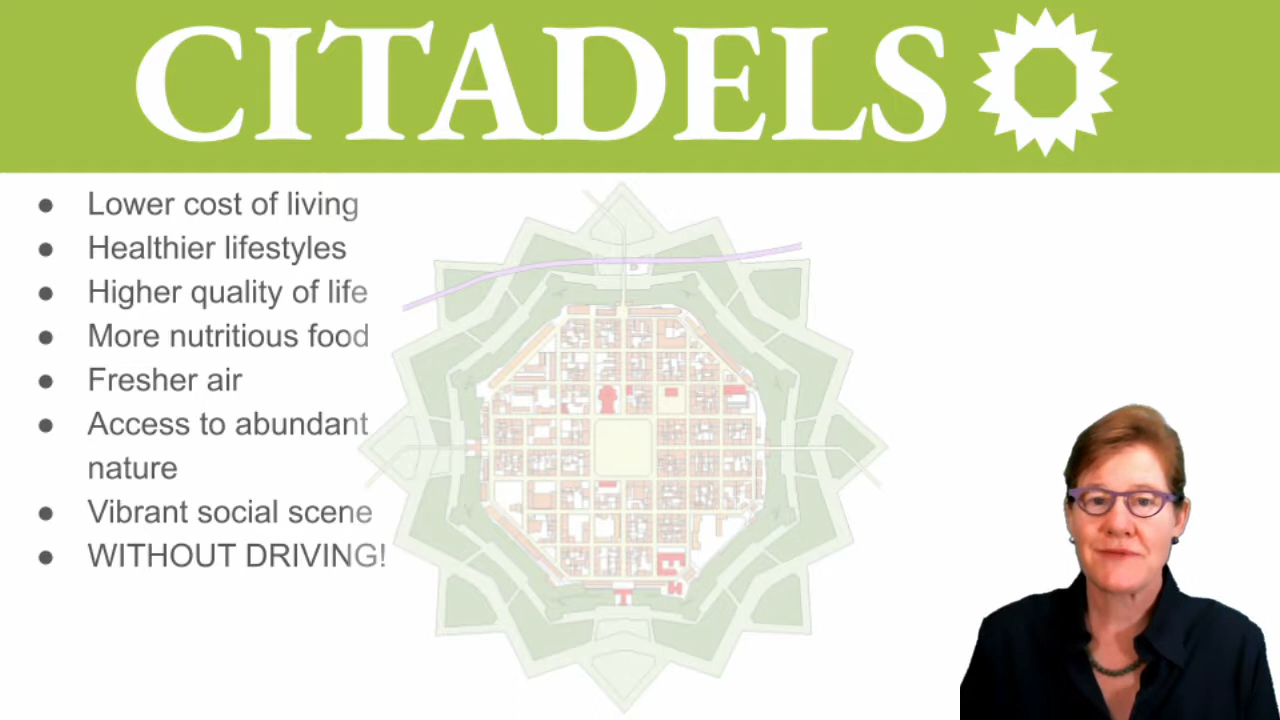 CITADELS
● Lower cost of living
● Healthier lifestyles
● Higher quality of life
● More nutritious food
● Fresher air
● Access to abundant
nature
● Vibrant social scene
● WITHOUT DRIVING!